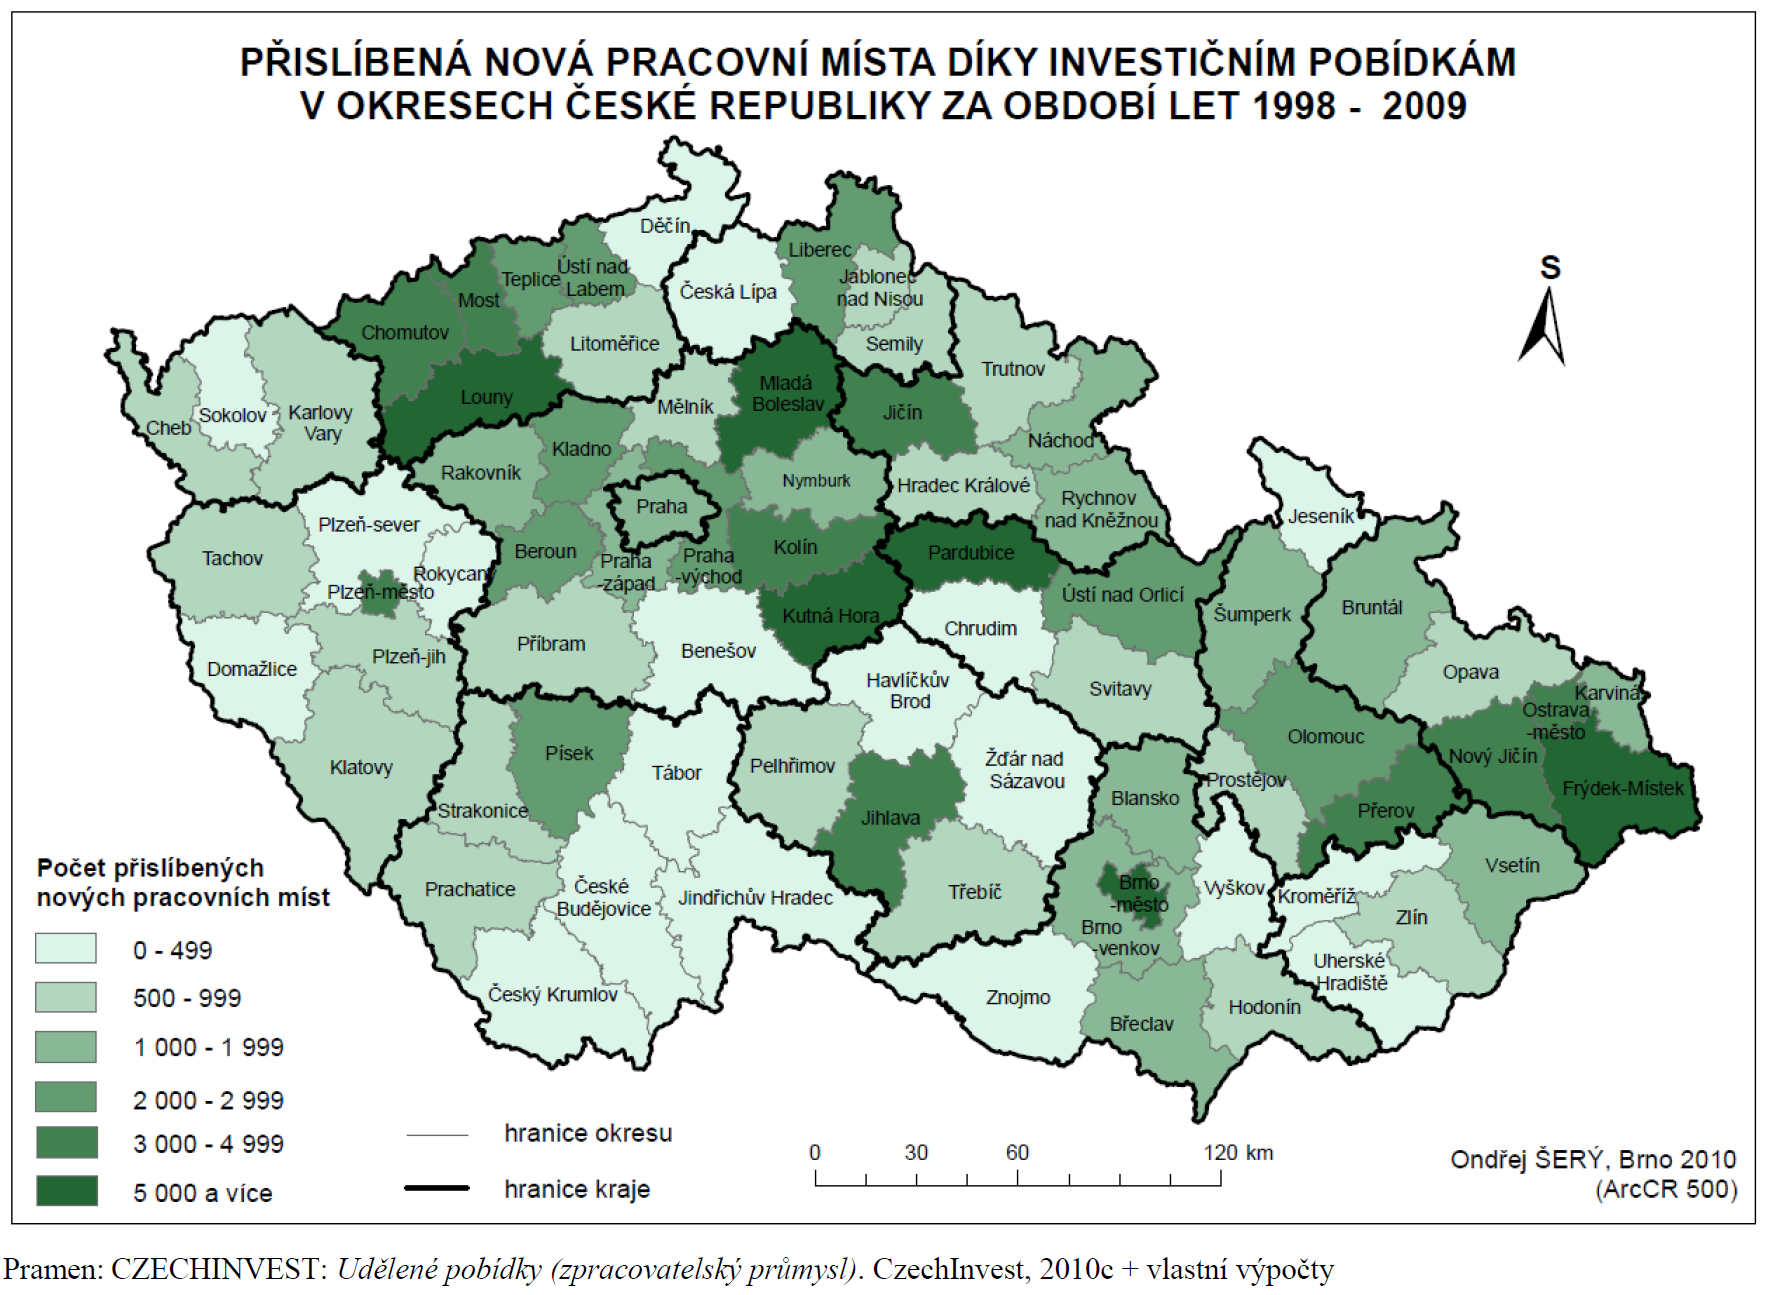 PŘISLÍBENÁ NOVÁ PRACOVNÍ MÍSTA DÍKY INVESTIČNÍM POBÍDKÁM
V OKRESECH ČESKÉ REPUBLIKY ZA OBDOBÍ LET 1998 - 2009
S
Děčín
Liberec
Ústí nad
Labem
Teplice
Česká Lípa
Jablonec
nad Nisou
Most
Chomutov
Litoměřice
Semily
Trutnov
Louny
Mladá
Boleslav
Jičín
Mělník
Sokolov
Karlovy
Vary
Cheb
Náchod
Kladno
Rakovník
Nymburk
Hradec Králové
Rychnov
nad Kněžnou
Praha
Plzeň-sever
Jeseník
Tachov
Beroun
Kolín
Pardubice
Praha
-západ
Praha
-východ
Rokycany
Plzeň-město
Ústí nad Orlicí
Šumperk
Bruntál
Kutná Hora
Chrudim
Příbram
Benešov
Plzeň-jih
Domažlice
Opava
Svitavy
Havlíčkův
Brod
Karviná
Ostrava
-město
Olomouc
Nový Jičín
Písek
Klatovy
Tábor
Pelhřimov
Žďár nad
Sázavou
Prostějov
Frýdek-Místek
Blansko
Strakonice
Jihlava
Přerov
Vsetín
Prachatice
České
Budějovice
Jindřichův Hradec
Třebíč
Brno
-město
Vyškov
Kroměříž
Zlín
Brno
-venkov
Uherské
Hradiště
Český Krumlov
Znojmo
Břeclav
Hodonín
Počet přislíbených
nových pracovních míst
0 - 499
500 - 999
1 000 - 1 999
2 000 - 2 999
3 000 - 4 999
5 000 a více
hranice okresu
hranice kraje
0 30 60 120 km
Ondřej ŠERÝ, Brno 2010
(ArcCR 500)
Pramen: CZECHINVEST: Udělené pobídky (zpracovatelský průmysl). CzechInvest, 2010c + vlastní výpočty